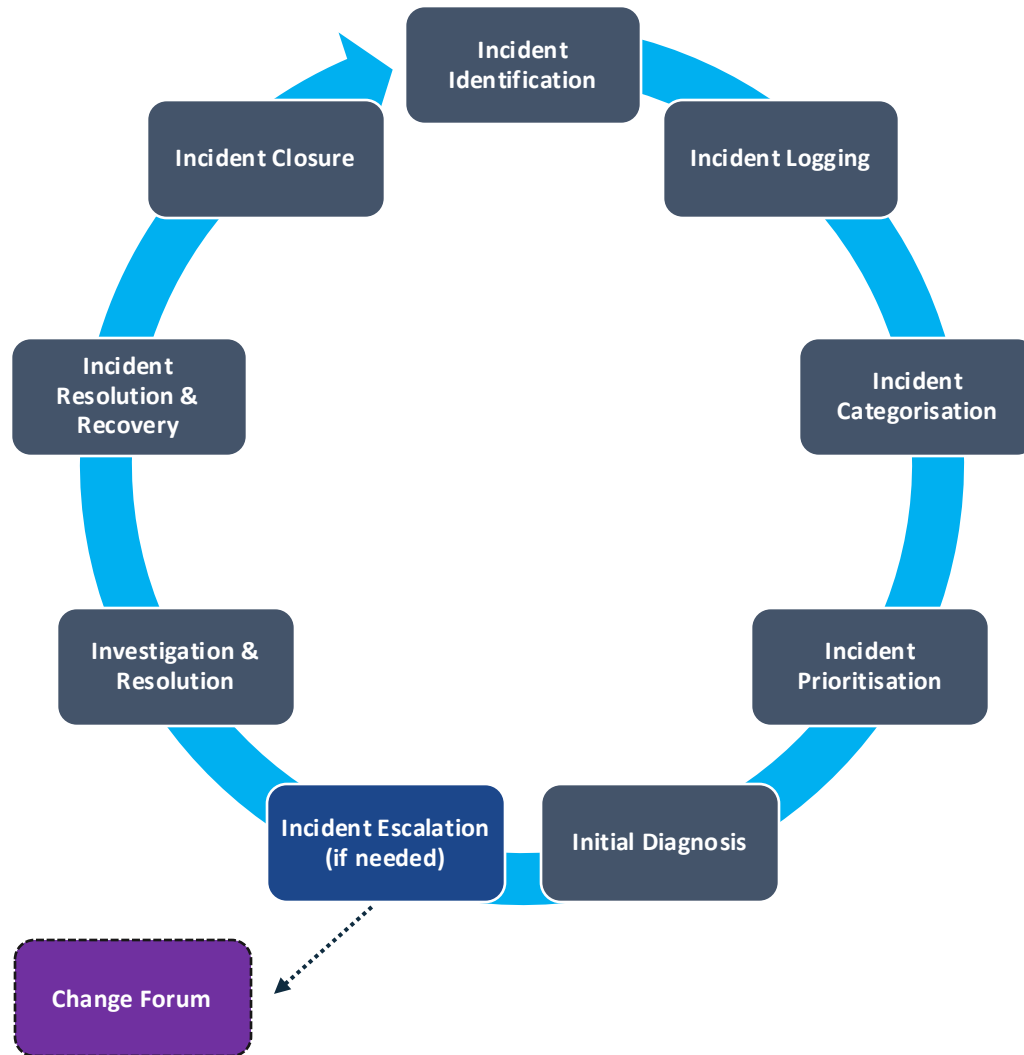 Incident
Identification
Incident Logging
Incident
Categorisation
Incident
Prioritisation
Initial Diagnosis
Incident Escalation
(if needed)
Change Forum
Investigation &
Resolution
Incident
Resolution &
Recovery
Incident Closure